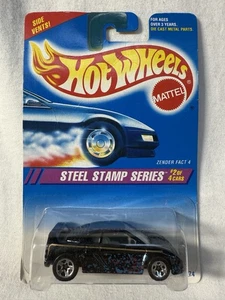 SIDE
VENTS!
FOR AGES
OVER 3 YEARS.
DIE CAST METAL PARTS
HOT WHEELS
MATTEL
ZENDER FACT 4
STEEL STAMP SERIES
#2 OF
4 CARS